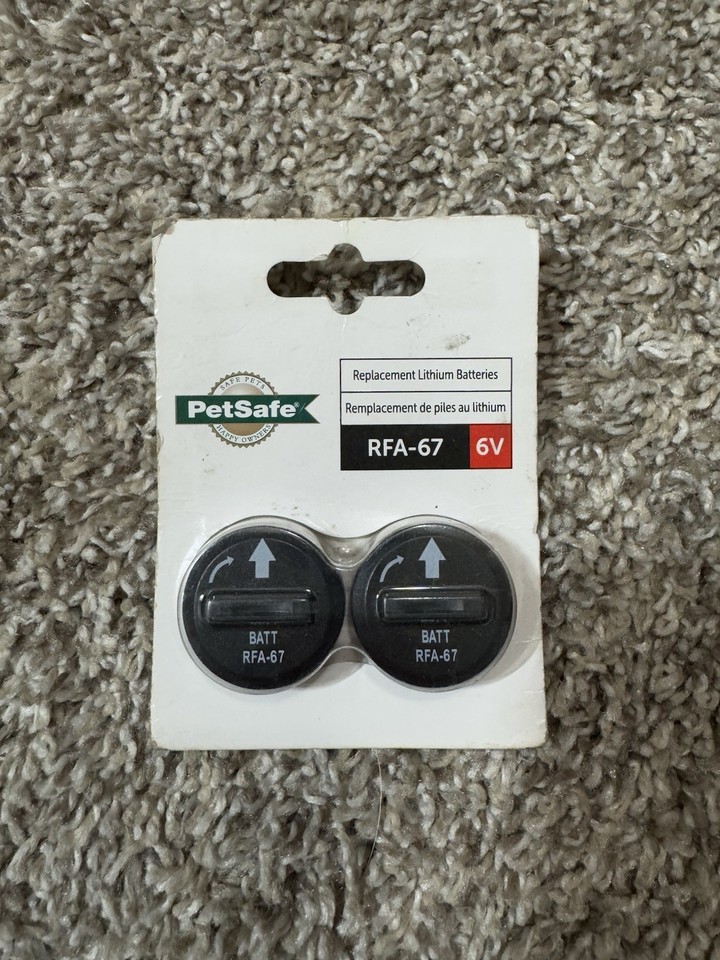 SAFE PETS
PetSafe®
HAPPY OWNERS
Replacement Lithium Batteries
Remplacement de piles au lithium
RFA-67 6V
BATT
RFA-67
BATT
RFA-67